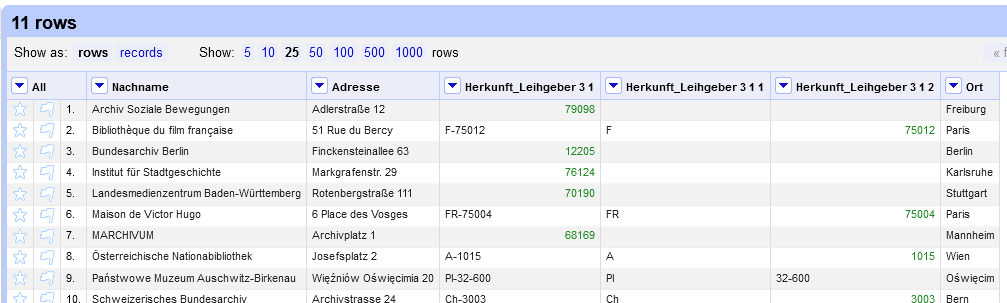 11 rows
Show as: rows records Show: 5 10 25 50 100 500 1000 rows « f
All Nachname Adresse Herkunft_Leihgeber 3 1 Herkunft_Leihgeber 3 1 1 Herkunft_Leihgeber 3 1 2 Ort
1. Archiv Soziale Bewegungen Adlerstraße 12 79098 Freiburg
2. Bibliothèque du film française 51 Rue du Bercy F-75012 F 75012 Paris
3. Bundesarchiv Berlin Finckensteinallee 63 12205 Berlin
4. Institut für Stadtgeschichte Markgrafenstr. 29 76124 Karlsruhe
5. Landesmedienzentrum Baden-Württemberg Rotenbergstraße 111 70190 Stuttgart
6. Maison de Victor Hugo 6 Place des Vosges FR-75004 FR 75004 Paris
7. MARCHIVUM Archivplatz 1 68169 Mannheim
8. Österreichische Nationabibliothek Josefsplatz 2 A-1015 A 1015 Wien
9. Państwowe Muzeum Auschwitz-Birkenau Więźniów Oświęcimia 20 Pl-32-600 Pl 32-600 Oświęcim
10. Schweizerisches Bundesarchiv Archivstrasse 24 Ch-3003 Ch 3003 Bern